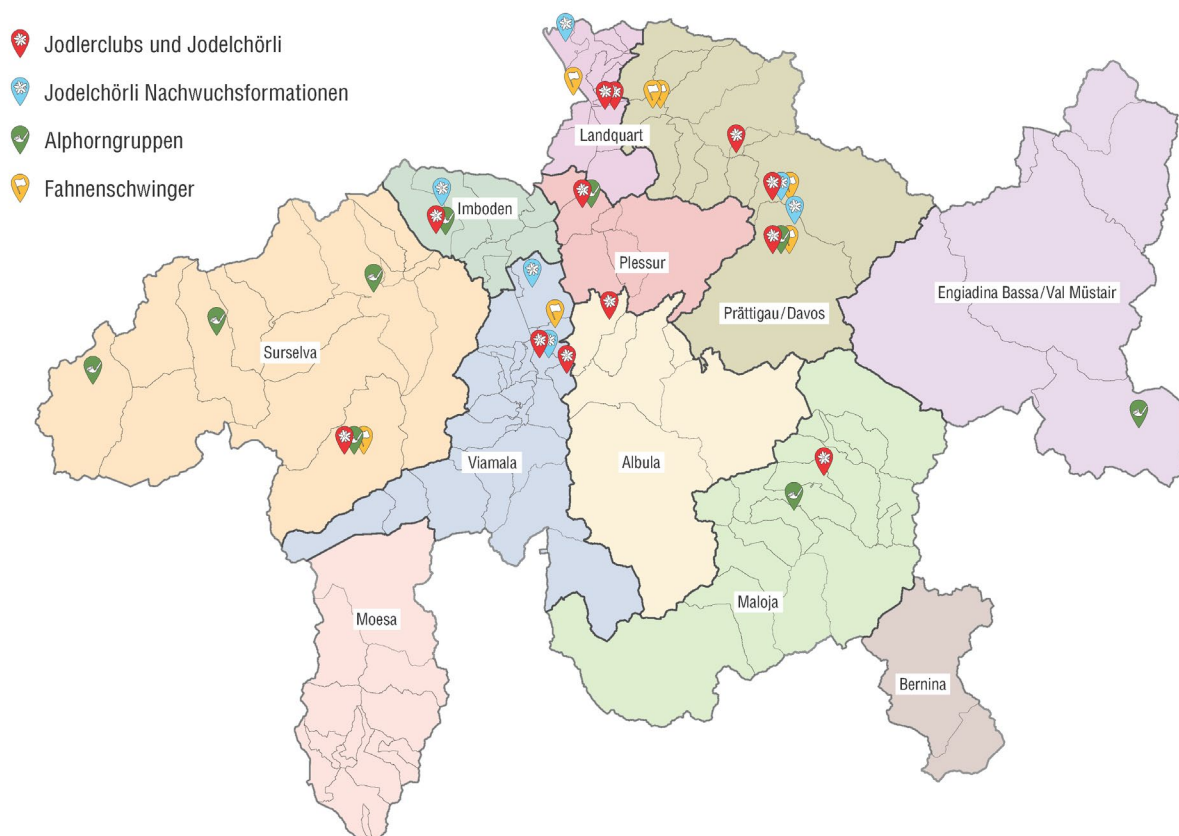 Jodlerclubs und Jodelchörli
Jodelchörli Nachwuchsformationen
Alphorngruppen
Fahnenschwinger
Landquart
Imboden
Plessur
Prättigau/Davos
Engiadina Bassa/Val Müstair
Surselva
Viamala
Albula
Maloja
Moesa
Bernina